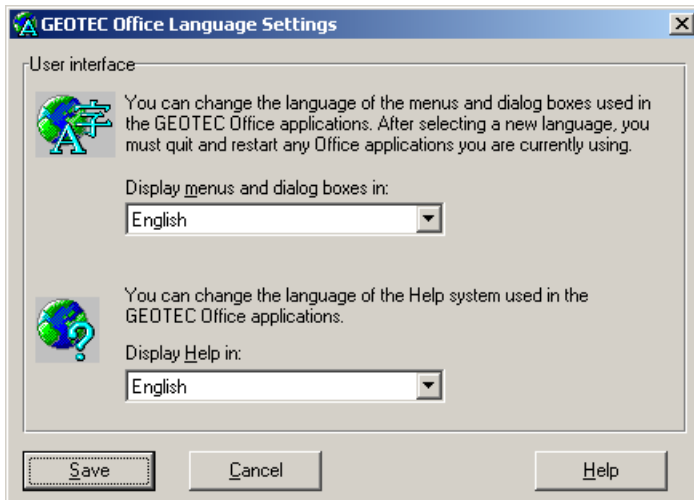 GEOTEC Office Language Settings
User interface
You can change the language of the menus and dialog boxes used in
the GEOTEC Office applications. After selecting a new language, you
must quit and restart any Office applications you are currently using.
Display menus and dialog boxes in:
English
You can change the language of the Help system used in the
GEOTEC Office applications.
Display Help in:
English
Save Cancel Help